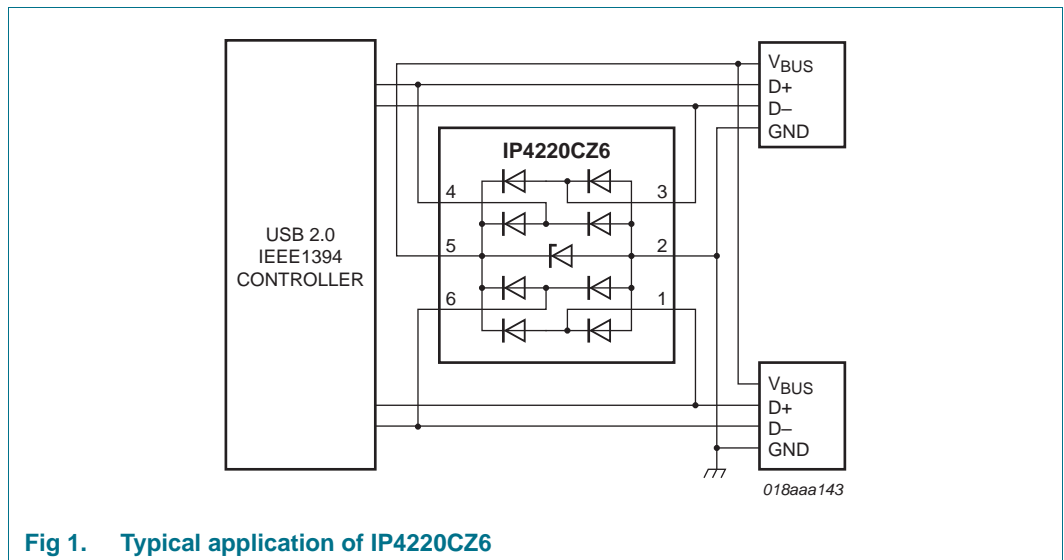 USB 2.0
IEEE1394
CONTROLLER
IP4220CZ6
4
3
5
2
6
1
VBUS
D+
D–
GND
VBUS
D+
D–
GND
018aaa143
Fig 1. Typical application of IP4220CZ6